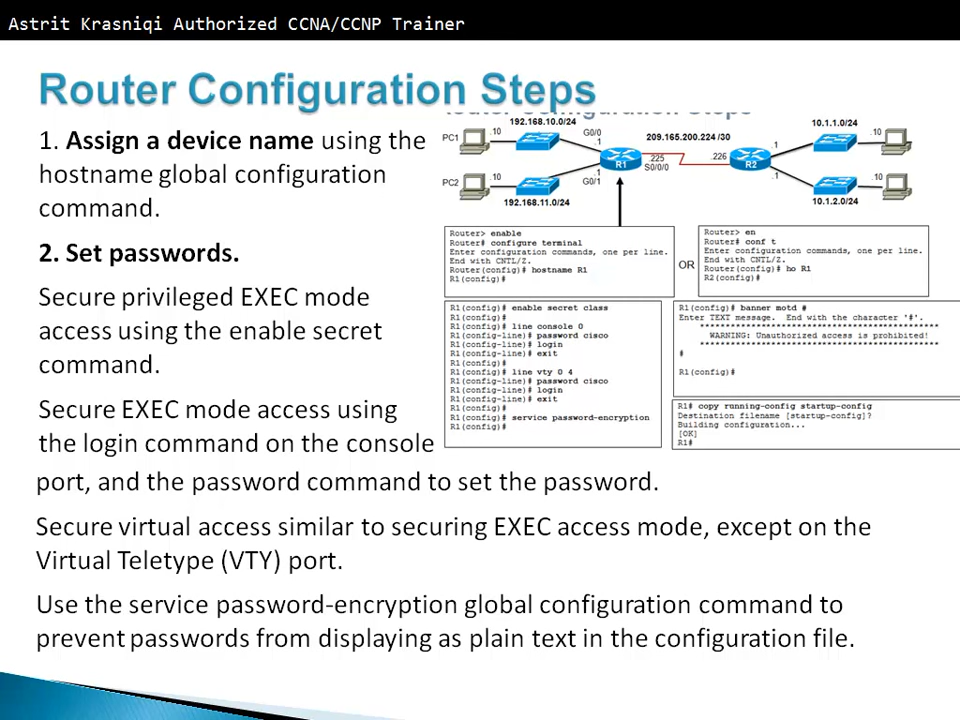 Astrit Krasniqi Authorized CCNA/CCNP Trainer
Router Configuration Steps
1. Assign a device name using the
hostname global configuration
command.
2. Set passwords.
Secure privileged EXEC mode
access using the enable secret
command.
Secure EXEC mode access using
the login command on the console
port, and the password command to set the password.
Secure virtual access similar to securing EXEC access mode, except on the
Virtual Teletype (VTY) port.
Use the service password-encryption global configuration command to
prevent passwords from displaying as plain text in the configuration file.
192.168.10.0/24
PC1
.10
G0/0
.1
209.165.200.224 /30
10.1.1.0/24
.10
.1
R1
.225
S0/0/0
.226
R2
PC2
.10
.1
G0/1
192.168.11.0/24
.1
.10
10.1.2.0/24
Router> enable
Router# configure terminal
Enter configuration commands, one per line.
End with CNTL/Z.
Router(config)# hostname R1
R1(config)#
OR
Router> en
Router# conf t
Enter configuration commands, one per line.
End with CNTL/Z.
Router(config)# ho R1
R2(config)#
R1(config)# enable secret class
R1(config)#
R1(config)# line console 0
R1(config-line)# password cisco
R1(config-line)# login
R1(config-line)# exit
R1(config)#
R1(config)# line vty 0 4
R1(config-line)# password cisco
R1(config-line)# login
R1(config-line)# exit
R1(config)#
R1(config)# service password-encryption
R1(config)#
R1(config)# banner motd #
Enter TEXT message. End with the character '#'.
***********************************************
WARNING: Unauthorized access is prohibited!
***********************************************
#
R1(config)#
R1# copy running-config startup-config
Destination filename [startup-config]?
Building configuration...
[OK]
R1#